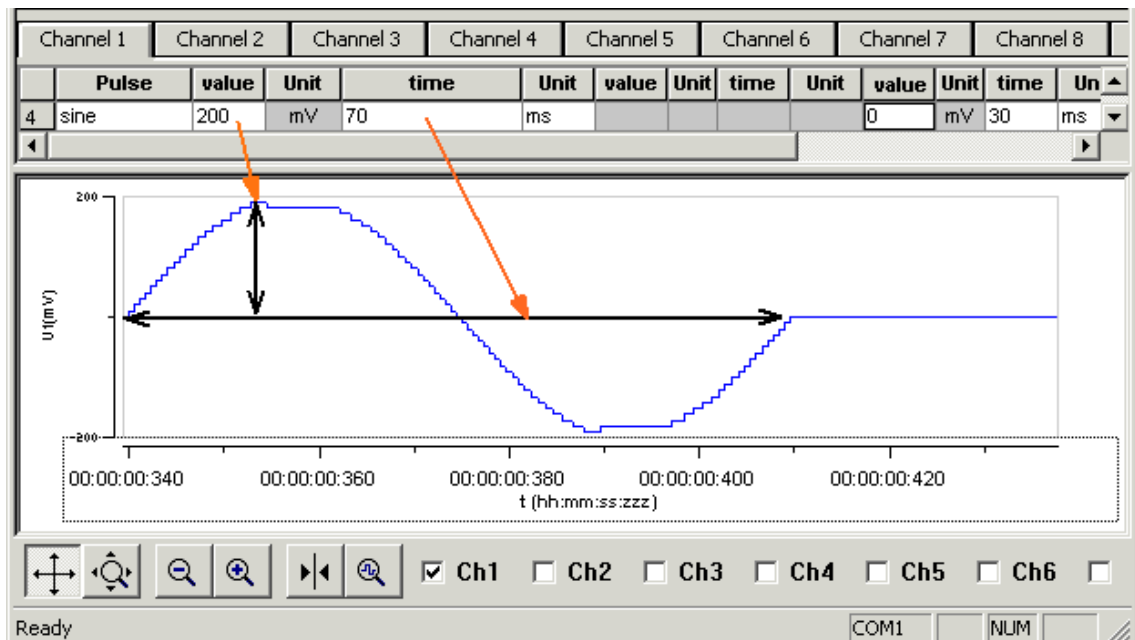 Channel 1 Channel 2 Channel 3 Channel 4 Channel 5 Channel 6 Channel 7 Channel 8
Pulse value Unit time Unit value Unit time Unit value Unit time Un
4 sine 200 mV 70 ms 0 mV 30 ms
200
U1(mV)
-200
00:00:00:340 00:00:00:360 00:00:00:380 00:00:00:400 00:00:00:420
t (hh:mm:ss:zzz)
Ch1 Ch2 Ch3 Ch4 Ch5 Ch6
Ready COM1 NUM